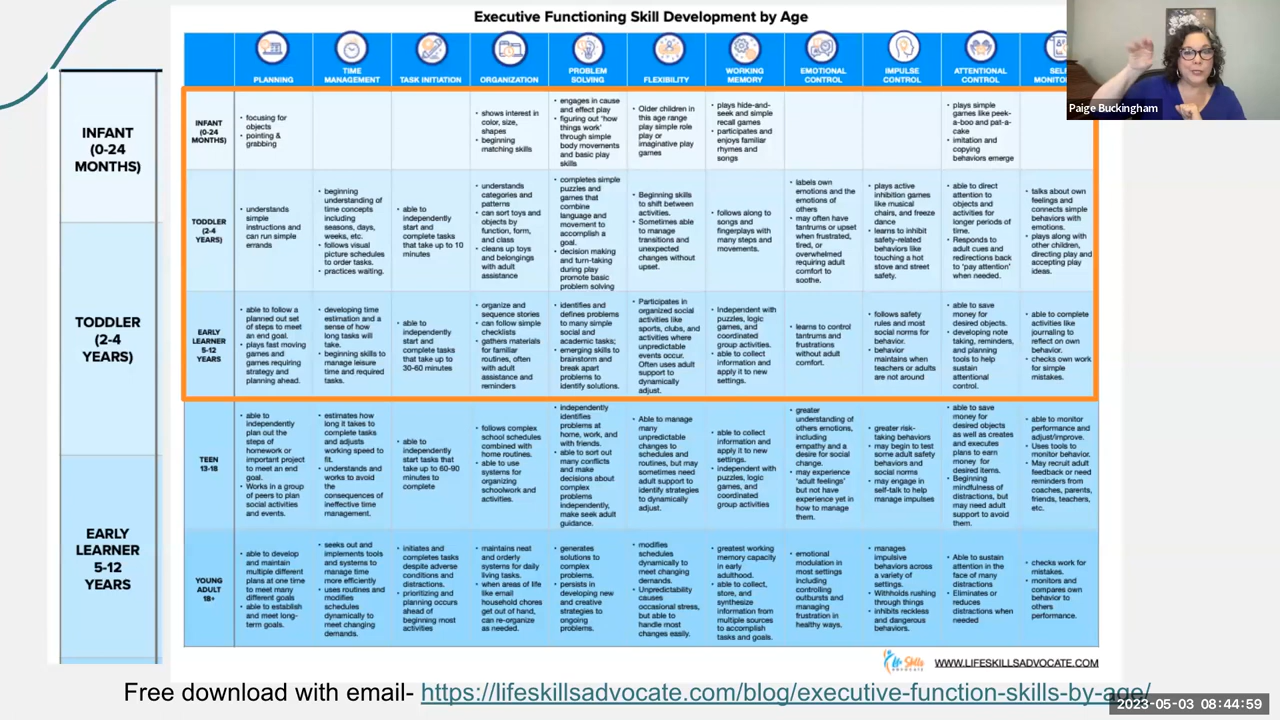 Executive Functioning Skill Development by Age
PLANNING
TIME
MANAGEMENT
TASK INITIATION
ORGANIZATION
PROBLEM
SOLVING
FLEXIBILITY
WORKING
MEMORY
EMOTIONAL
CONTROL
IMPULSE
CONTROL
ATTENTIONAL
CONTROL
SELF
Paige Buckingham
INFANT
(0-24
MONTHS)
TODDLER
(2-4
YEARS)
EARLY
LEARNER
5-12
YEARS
INFANT
(0-24
MONTHS)
• focusing for
objects
• pointing &
grabbing
• shows interest in
color, size,
shapes
• beginning
matching skills
• engages in cause
and effect play
• figuring out 'how
things work'
through simple
body movements
and basic play
skills
• Older children in
this age range
play simple role
play or
imaginative play
games
• plays hide-and-
seek and simple
recall games
• participates and
enjoys familiar
rhymes and
songs
• plays simple
games like peek-
a-boo and pat-a-
cake
• imitation and
copying
behaviors emerge
TODDLER
(2-4
YEARS)
• understands
simple
instructions and
can run simple
errands
• beginning
understanding of
time concepts
including
seasons, days,
weeks, etc.
• follows visual
picture schedules
to order tasks.
• practices waiting.
• able to
independently
start and
complete tasks
that take up to 10
minutes
• understands
categories and
patterns
• can sort toys and
objects by
function, form,
and class
• cleans up toys
and belongings
with adult
assistance
• completes simple
puzzles and
games that
combine
language and
movement to
accomplish a
goal.
• decision making
and turn-taking
during play
promote basic
problem solving
• Beginning skills
to shift between
activities.
• Sometimes able
to manage
transitions and
unexpected
changes without
upset.
• follows along to
songs and
fingerplays with
many steps and
movements.
• labels own
emotions and the
emotions of
others
• may often have
tantrums or upset
when frustrated,
tired, or
overwhelmed
requiring adult
comfort to
soothe.
• plays active
inhibition games
like musical
chairs, and freeze
dance
• learns to inhibit
safety-related
behaviors like
touching a hot
stove and street
safety.
• able to direct
attention to
objects and
activities for
longer periods of
time.
• Responds to
adult cues and
redirections back
to 'pay attention'
when needed.
• talks about own
feelings and
connects simple
behaviors with
emotions.
• plays along with
other children,
directing play and
accepting play
ideas.
EARLY
LEARNER
5-12
YEARS
• able to follow a
planned out set
of steps to meet
an end goal.
• plays fast moving
games and
games requiring
strategy and
planning ahead.
• developing time
estimation and a
sense of how
long tasks will
take.
• beginning skills to
manage leisure
time and required
tasks.
• able to
independently
start and
complete tasks
that take up to
30-60 minutes
• organize and
sequence stories
• can follow simple
checklists
• gathers materials
for familiar
routines, often
with adult
assistance and
reminders
• identifies and
defines problems
to many simple
social and
academic tasks;
• emerging skills to
brainstorm and
break apart
problems to
identify solutions.
• Participates in
organized social
activities like
sports, clubs, and
activities where
unpredictable
events occur.
Often uses adult
support to
dynamically
adjust.
• Independent with
puzzles, logic
games, and
coordinated
group activities.
• able to collect
information and
apply it to new
settings.
• learns to control
tantrums and
frustrations
without adult
comfort.
• follows safety
rules and most
social norms for
behavior.
• behavior
maintains when
teachers or adults
are not around
• able to save
money for
desired objects.
• developing note
taking, reminders,
and planning
tools to help
sustain
attentional
control.
• able to complete
activities like
journaling to
reflect on own
behavior.
• checks own work
for simple
mistakes.
TEEN
13-18
• able to
independently
plan out the
steps of
homework or
important project
to meet an end
goal.
• Works in a group
of peers to plan
social activities
and events.
• estimates how
long it takes to
complete tasks
and adjusts
working speed to
fit.
• understands and
works to avoid
the
consequences of
ineffective time
management.
• able to
independently
start tasks that
take up to 60-90
minutes to
complete
• follows complex
school schedules
combined with
home routines.
• able to use
systems for
organizing
schoolwork and
activities.
• independently
identifies
problems at
home, work, and
with friends.
• able to sort out
many conflicts
and make
decisions about
complex
problems
independently,
make seek adult
guidance.
• Able to manage
many
unpredictable
changes to
schedules and
routines, but may
sometimes need
adult support to
identify strategies
to dynamically
adjust.
• able to collect
information and
apply it to new
settings.
• independent with
puzzles, logic
games, and
coordinated
group activities
• greater
understanding of
others emotions,
including
empathy and a
desire for social
change.
• may experience
'adult feelings'
but not have
experience yet in
how to manage
them.
• greater risk-
taking behaviors
• may begin to test
some adult safety
behaviors and
social norms
• may engage in
self-talk to help
manage impulses
• able to save
money for
desired objects
as well as creates
and executes
plans to earn
money for
desired items.
• Beginning
mindfulness of
distractions, but
may need adult
support to avoid
them.
• able to monitor
performance and
adjust/improve.
• Uses tools to
monitor behavior.
• May recruit adult
feedback or need
reminders from
coaches, parents,
friends, teachers,
etc.
YOUNG
ADULT
18+
• able to develop
and maintain
multiple different
plans at one time
to meet many
different goals
• able to establish
and meet long-
term goals.
• seeks out and
implements tools
and systems to
manage time
more efficiently
• uses routines and
modifies
schedules
dynamically to
meet changing
demands.
• initiates and
completes tasks
despite adverse
conditions and
distractions.
• prioritizing and
planning occurs
ahead of
beginning most
activities
• maintains neat
and orderly
systems for daily
living tasks.
• when areas of life
like email
household chores
get out of hand,
can re-organize
as needed.
• generates
solutions to
complex
problems.
• persists in
developing new
and creative
strategies to
ongoing
problems.
• modifies
schedules
dynamically to
meet changing
demands.
• Unpredictability
causes
occasional stress,
but able to
handle most
changes easily.
• greatest working
memory capacity
in early
adulthood.
• able to collect,
store, and
synthesize
information from
multiple sources
to accomplish
tasks and goals.
• emotional
modulation in
most settings
including
controlling
outbursts and
managing
frustration in
healthy ways.
• manages
impulsive
behaviors across
a variety of
settings.
• Withholds rushing
through things
• inhibits reckless
and dangerous
behaviors.
• Able to sustain
attention in the
face of many
distractions
• Eliminates or
reduces
distractions when
needed
• checks work for
mistakes.
• monitors and
compares own
behavior to
others
performance.
Life Skills
ADVOCATE
WWW.LIFESKILLSADVOCATE.COM
Free download with email- https://lifeskillsadvocate.com/blog/executive-function-skills-by-age/
2023-05-03 08:44:59